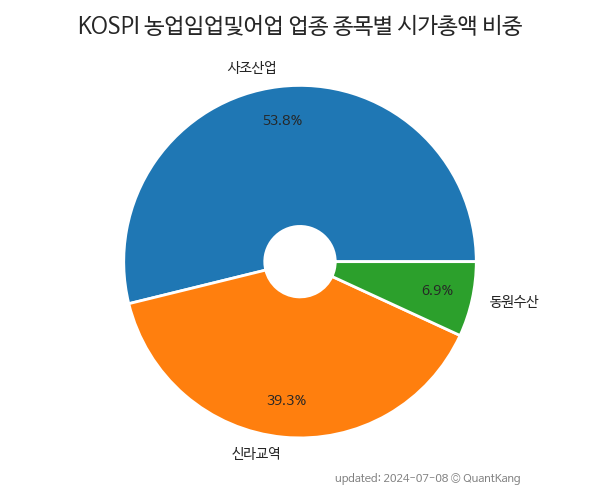 KOSPI 농업임업및어업 업종 종목별 시가총액 비중
사조산업
53.8%
6.9%
동원수산
39.3%
신라교역
updated: 2024-07-08 © QuantKang